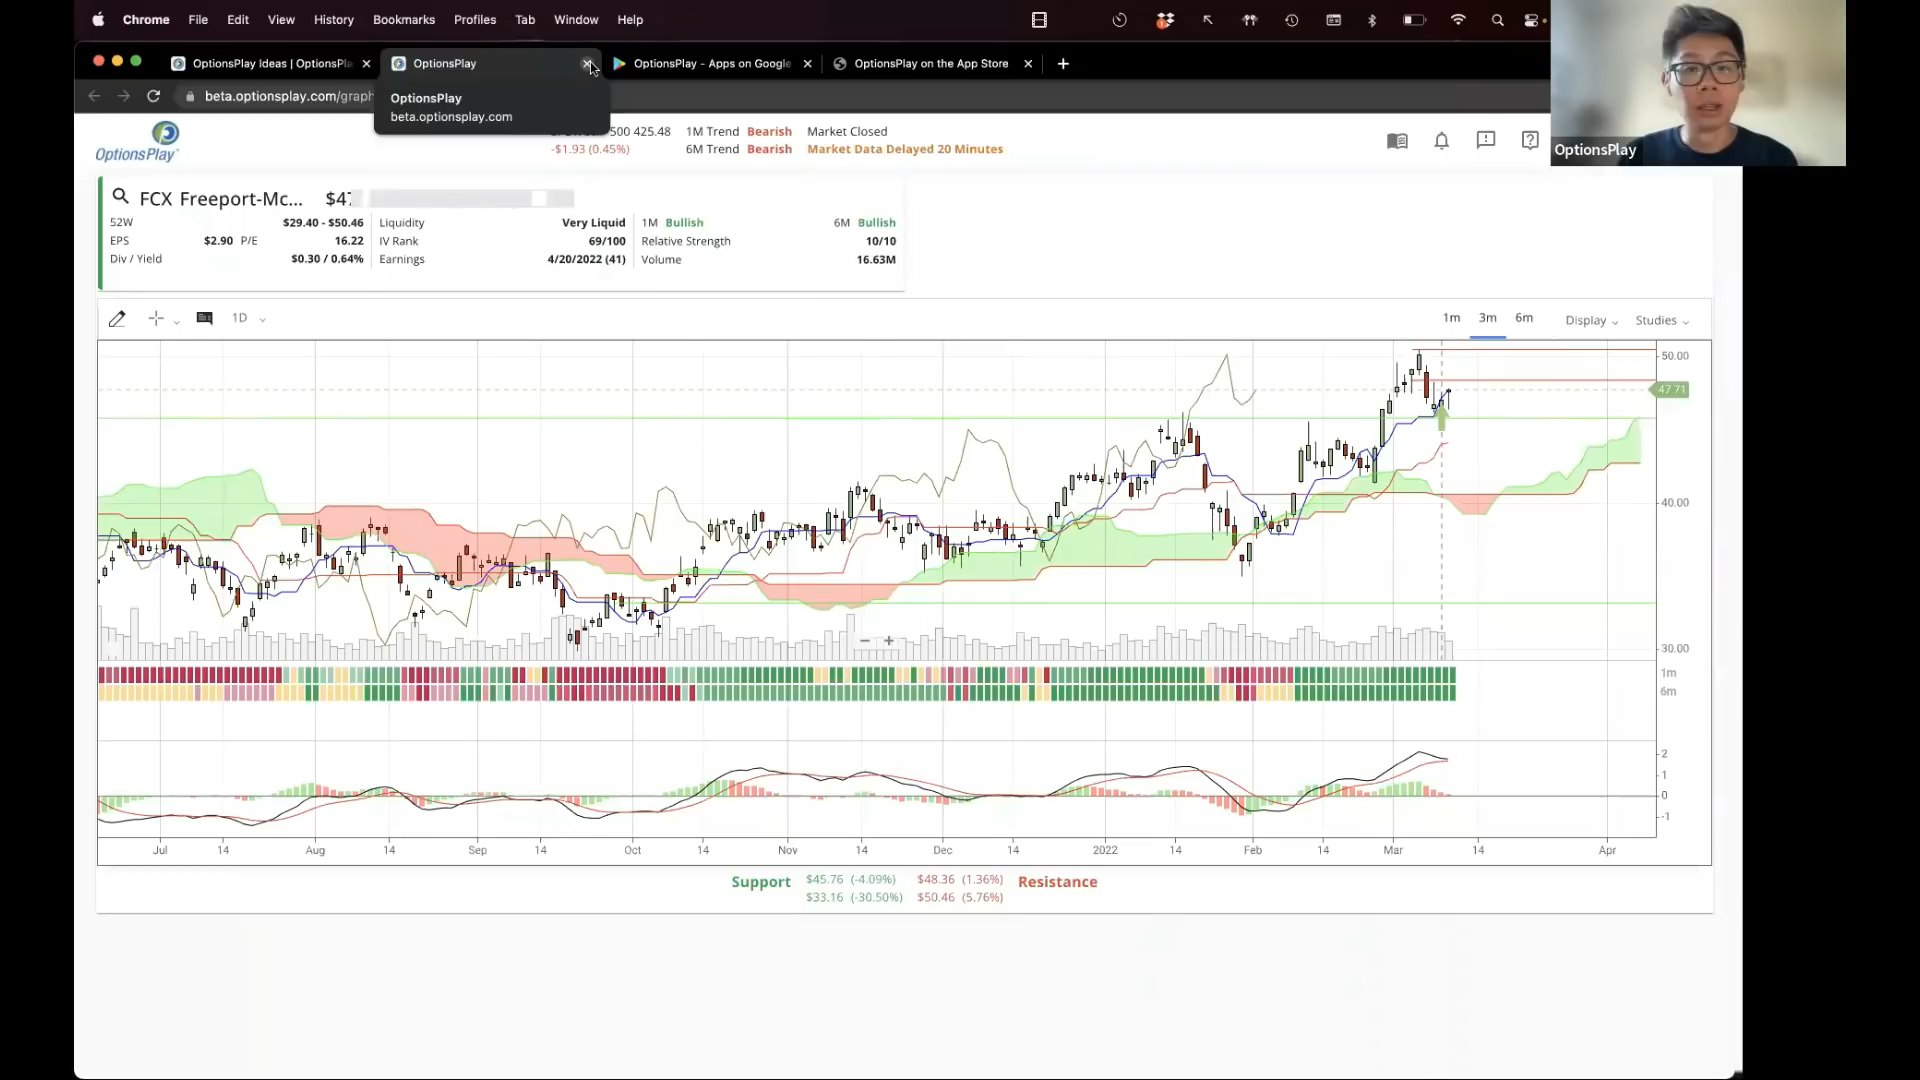 Chrome File Edit View History Bookmarks Profiles Tab Window Help
OptionsPlay Ideas | OptionsPla
OptionsPlay
OptionsPlay - Apps on Google
OptionsPlay on the App Store
beta.optionsplay.com/graph
OptionsPlay
beta.optionsplay.com
OptionsPlay
500 425.48
-$1.93 (0.45%)
1M Trend Bearish
6M Trend Bearish
Market Closed
Market Data Delayed 20 Minutes
OptionsPlay
FCX Freeport-Mc... $47
52W $29.40 - $50.46
EPS $2.90 P/E 16.22
Div / Yield $0.30 / 0.64%
Liquidity Very Liquid
IV Rank 69/100
Earnings 4/20/2022 (41)
1M Bullish 6M Bullish
Relative Strength 10/10
Volume 16.63M
1D
1m 3m 6m Display Studies
50.00
47.71
40.00
30.00
1m
6m
2
1
0
-1
Jul 14 Aug 14 Sep 14 Oct 14 Nov 14 Dec 14 2022 14 Feb 14 Mar 14 Apr
Support $45.76 (-4.09%) $48.36 (1.36%) Resistance
$33.16 (-30.50%) $50.46 (5.76%)